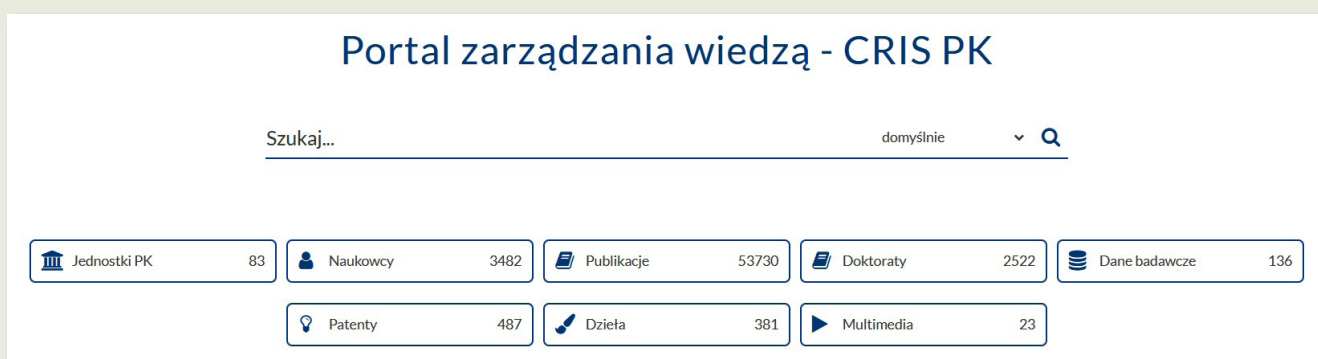 Portal zarządzania wiedzą - CRIS PK
Szukaj... domyślnie
Jednostki PK 83 Naukowcy 3482 Publikacje 53730 Doktoraty 2522 Dane badawcze 136
Patenty 487 Dzieła 381 Multimedia 23